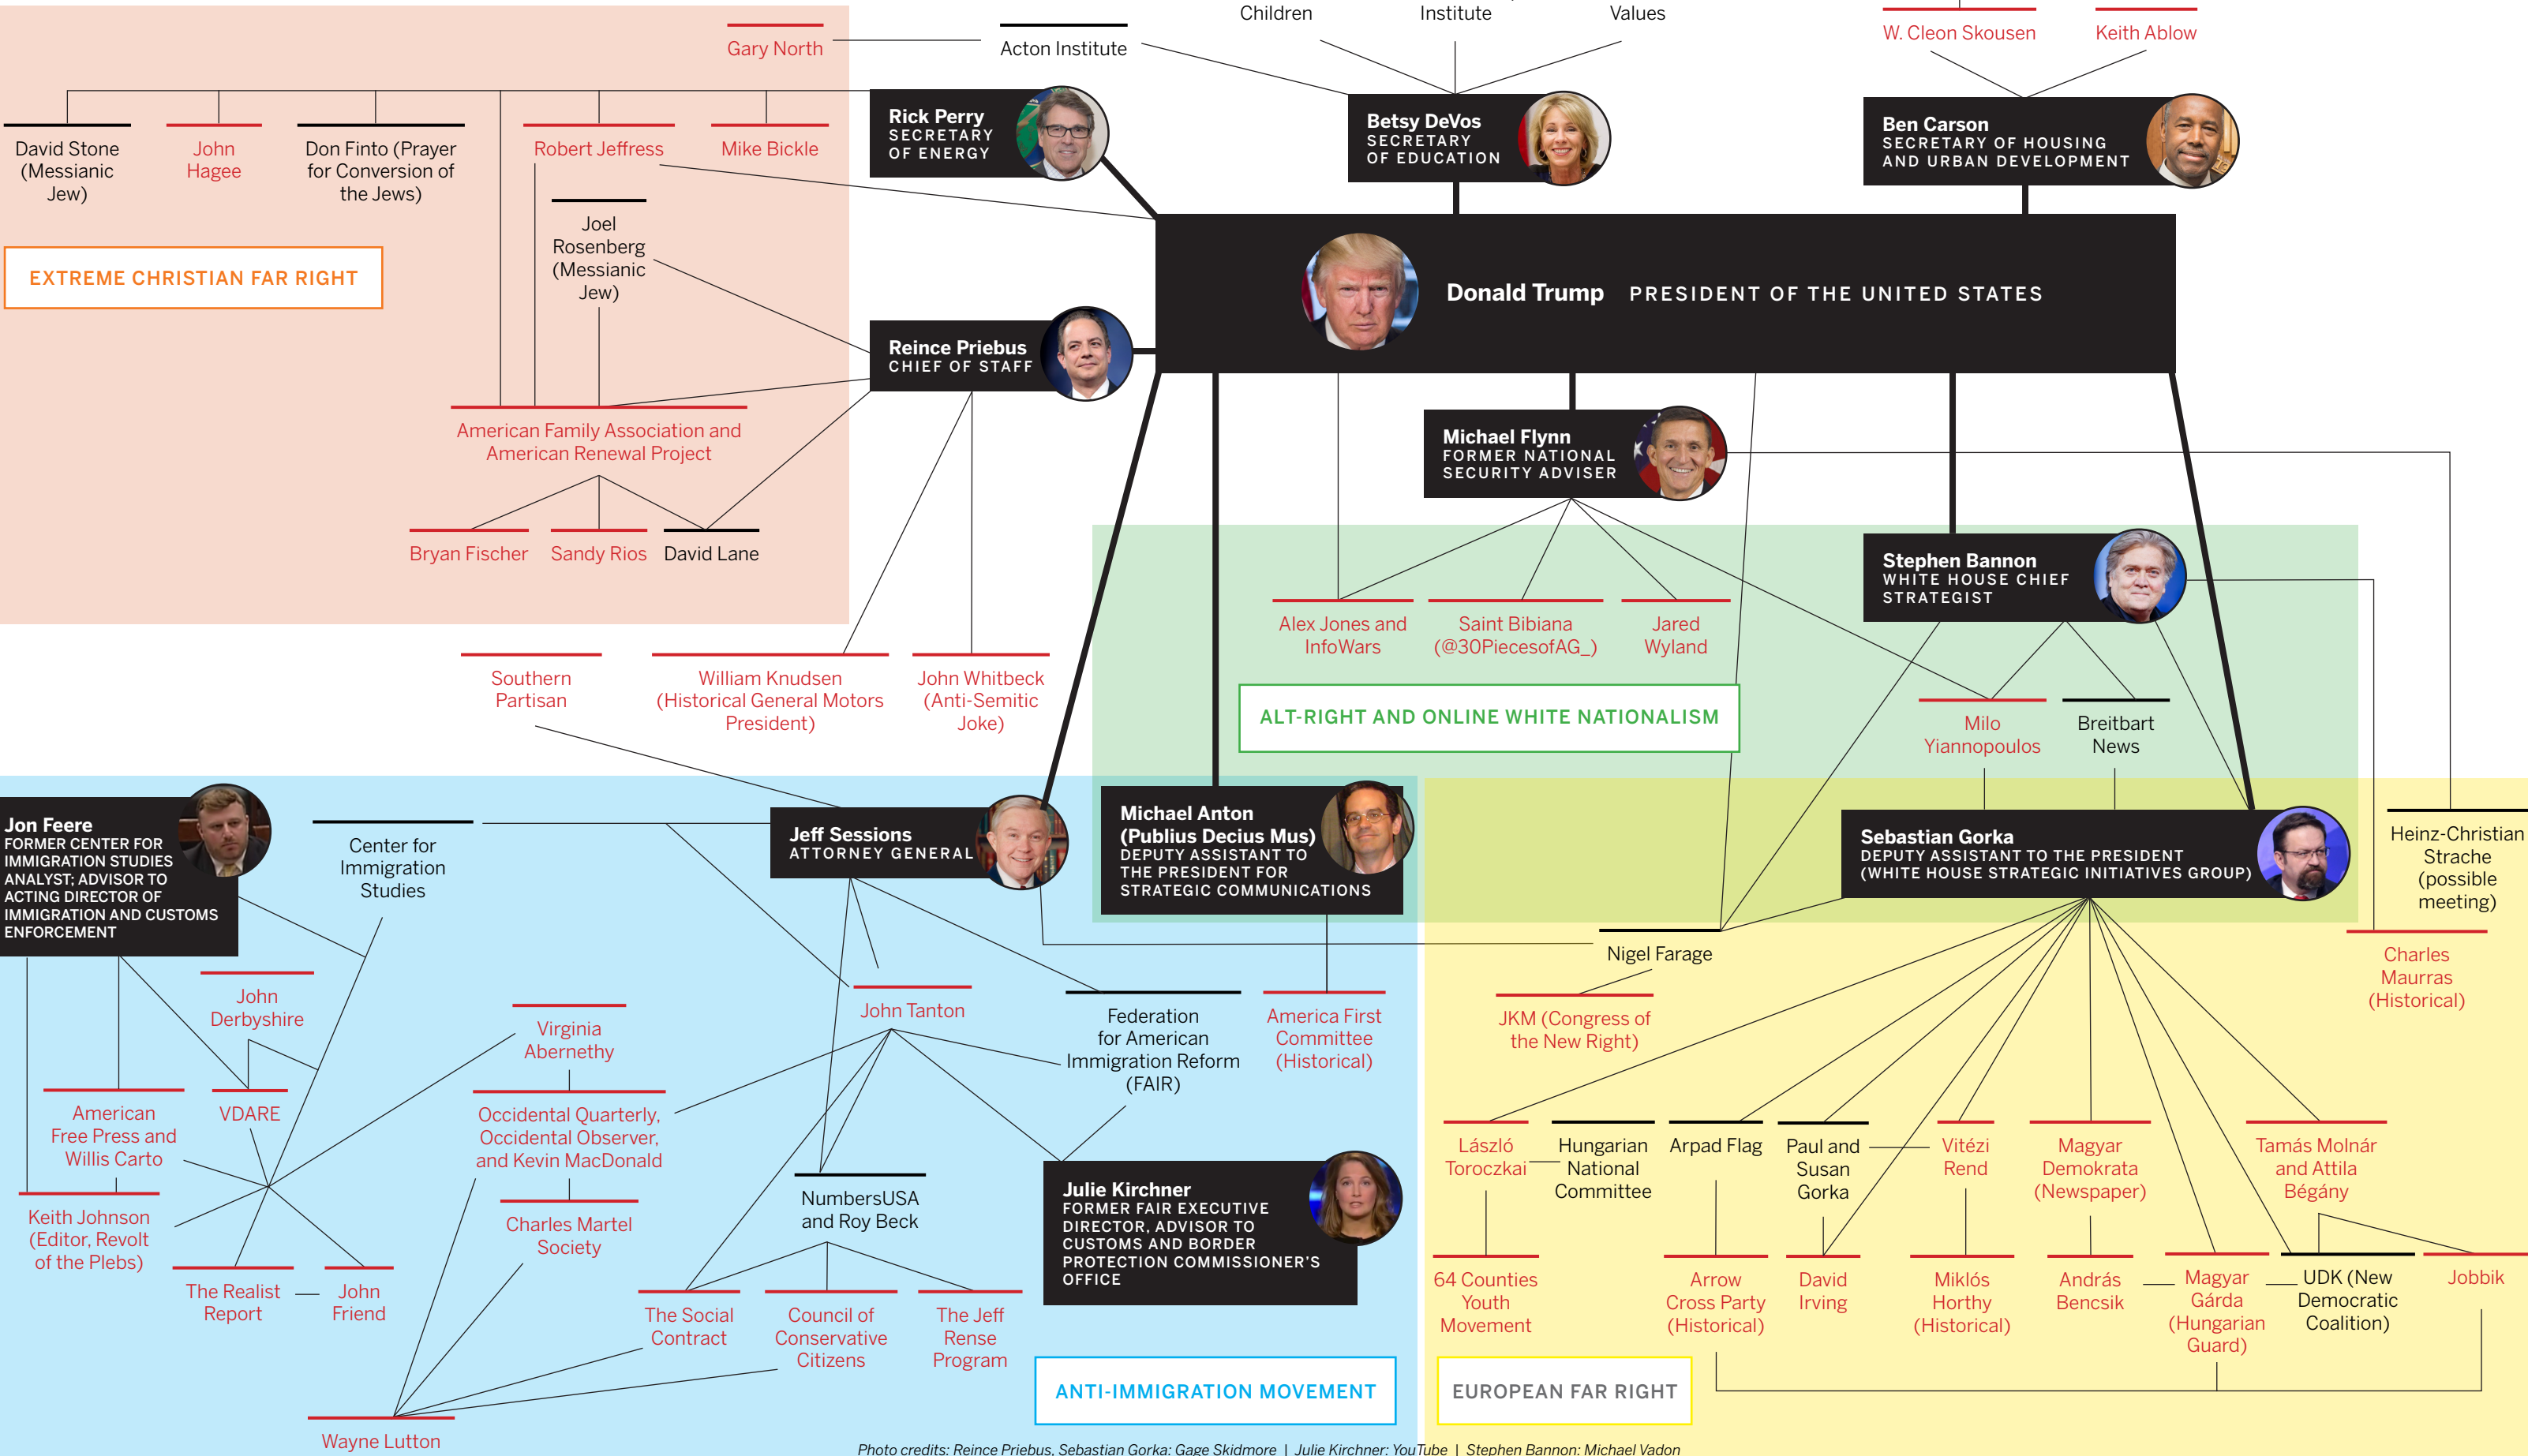 Children
Institute
Values
Gary North
Acton Institute
W. Cleon Skousen
Keith Ablow
David Stone
(Messianic
Jew)
John
Hagee
Don Finto (Prayer
for Conversion of
the Jews)
Robert Jeffress
Mike Bickle
Rick Perry
SECRETARY
OF ENERGY
Betsy DeVos
SECRETARY
OF EDUCATION
Ben Carson
SECRETARY OF HOUSING
AND URBAN DEVELOPMENT
Joel
Rosenberg
(Messianic
Jew)
EXTREME CHRISTIAN FAR RIGHT
Donald Trump PRESIDENT OF THE UNITED STATES
Reince Priebus
CHIEF OF STAFF
American Family Association and
American Renewal Project
Michael Flynn
FORMER NATIONAL
SECURITY ADVISER
Bryan Fischer
Sandy Rios
David Lane
Stephen Bannon
WHITE HOUSE CHIEF
STRATEGIST
Alex Jones and
InfoWars
Saint Bibiana
(@30PiecesofAG_)
Jared
Wyland
Southern
Partisan
William Knudsen
(Historical General Motors
President)
John Whitbeck
(Anti-Semitic
Joke)
ALT-RIGHT AND ONLINE WHITE NATIONALISM
Milo
Yiannopoulos
Breitbart
News
Jon Feere
FORMER CENTER FOR
IMMIGRATION STUDIES
ANALYST; ADVISOR TO
ACTING DIRECTOR OF
IMMIGRATION AND CUSTOMS
ENFORCEMENT
Center for
Immigration
Studies
Jeff Sessions
ATTORNEY GENERAL
Michael Anton
(Publius Decius Mus)
DEPUTY ASSISTANT TO
THE PRESIDENT FOR
STRATEGIC COMMUNICATIONS
Sebastian Gorka
DEPUTY ASSISTANT TO THE PRESIDENT
(WHITE HOUSE STRATEGIC INITIATIVES GROUP)
Heinz-Christian
Strache
(possible
meeting)
Nigel Farage
Charles
Maurras
(Historical)
John
Derbyshire
Virginia
Abernethy
John Tanton
Federation
for American
Immigration Reform
(FAIR)
America First
Committee
(Historical)
JKM (Congress of
the New Right)
American
Free Press and
Willis Carto
VDARE
Occidental Quarterly,
Occidental Observer,
and Kevin MacDonald
László
Toroczkai
Hungarian
National
Committee
Arpad Flag
Paul and
Susan
Gorka
Vitézi
Rend
Magyar
Demokrata
(Newspaper)
Tamás Molnár
and Attila
Bégány
Keith Johnson
(Editor, Revolt
of the Plebs)
Charles Martel
Society
NumbersUSA
and Roy Beck
Julie Kirchner
FORMER FAIR EXECUTIVE
DIRECTOR, ADVISOR TO
CUSTOMS AND BORDER
PROTECTION COMMISSIONER'S
OFFICE
The Realist
Report
John
Friend
The Social
Contract
Council of
Conservative
Citizens
The Jeff
Rense
Program
64 Counties
Youth
Movement
Arrow
Cross Party
(Historical)
David
Irving
Miklós
Horthy
(Historical)
András
Bencsik
Magyar
Gárda
(Hungarian
Guard)
UDK (New
Democratic
Coalition)
Jobbik
ANTI-IMMIGRATION MOVEMENT
EUROPEAN FAR RIGHT
Wayne Lutton
Photo credits: Reince Priebus, Sebastian Gorka: Gage Skidmore | Julie Kirchner: YouTube | Stephen Bannon: Michael Vadon